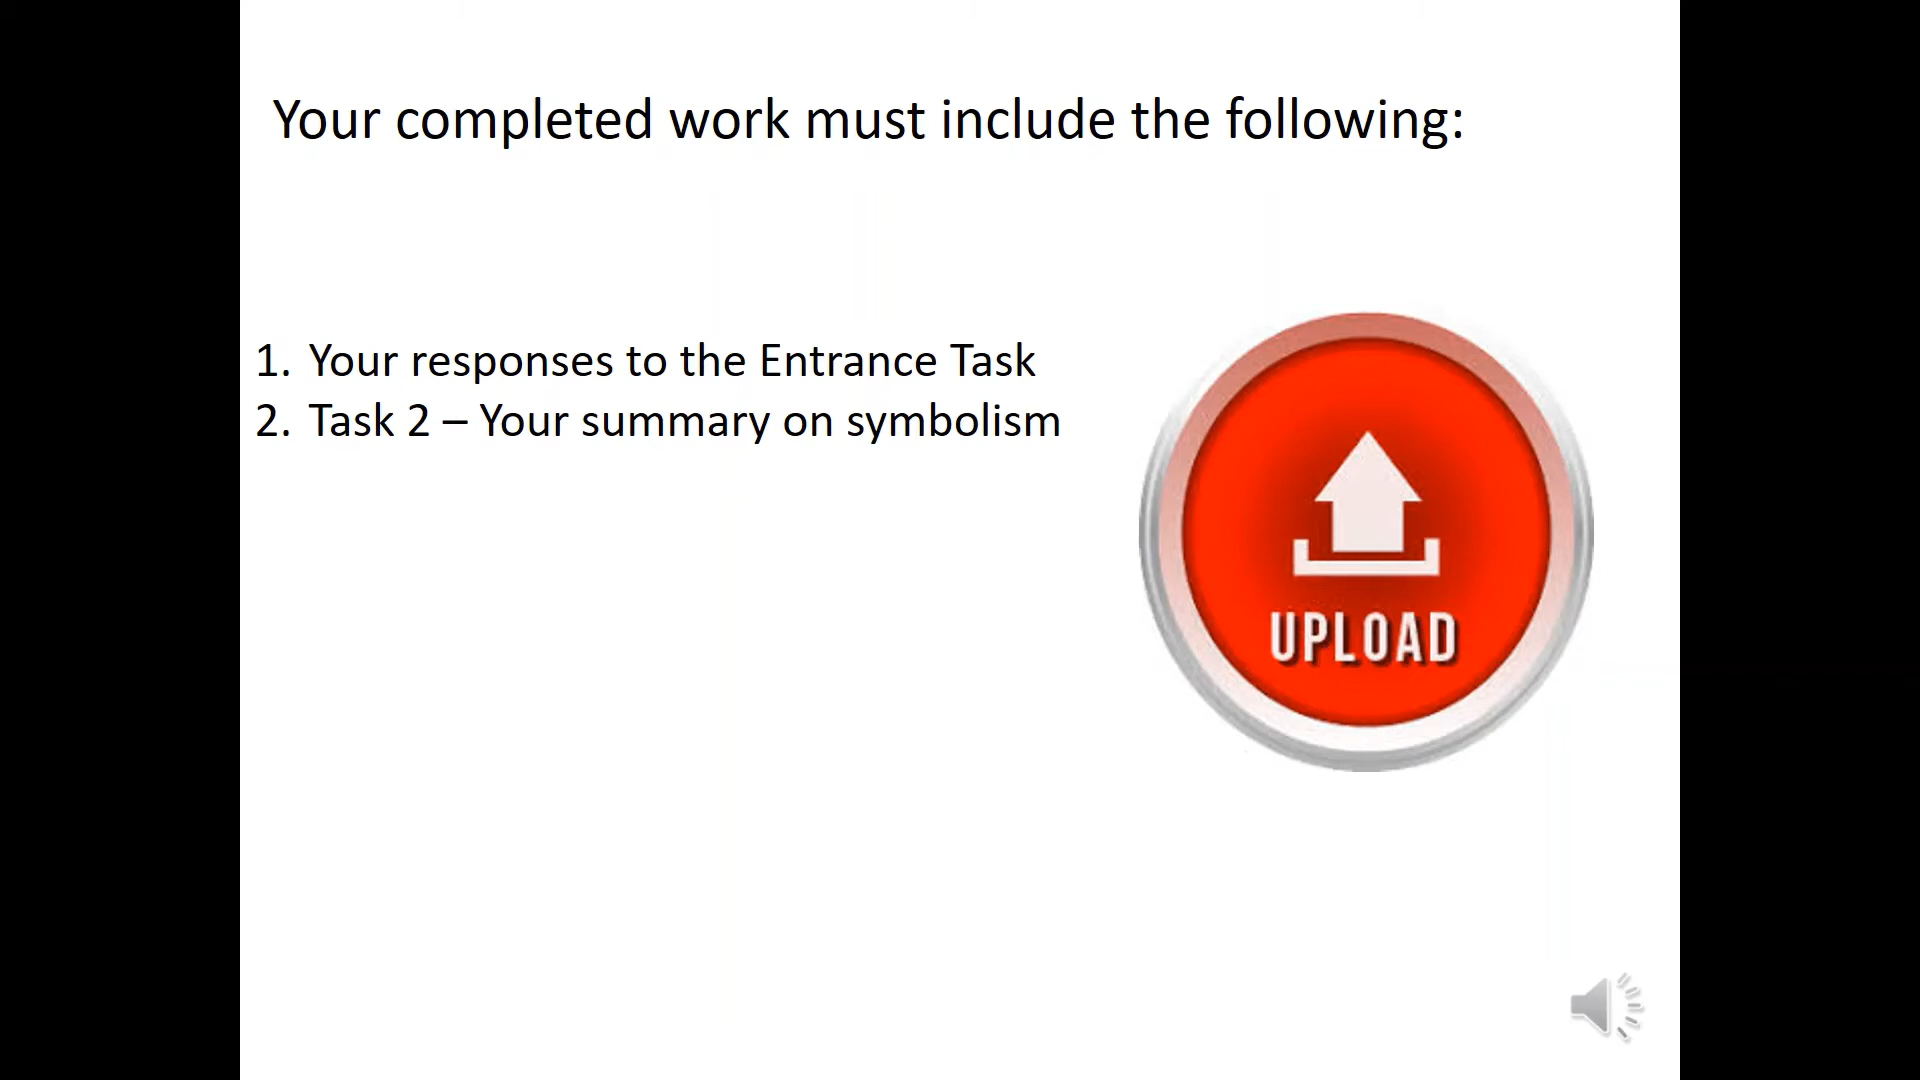 Your completed work must include the following:
1. Your responses to the Entrance Task
2. Task 2 – Your summary on symbolism
UPLOAD